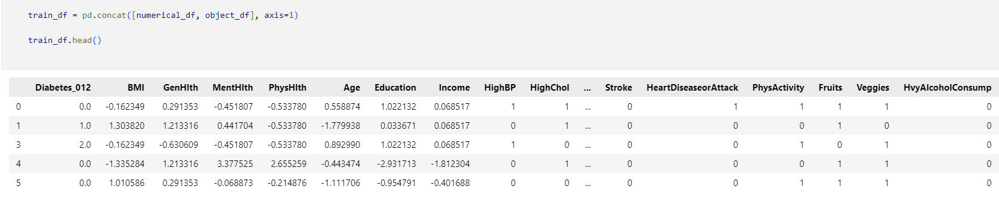 train_df = pd.concat([numerical_df, object_df], axis=1)
train_df.head()
Diabetes_012 BMI GenHlth MentHlth PhysHlth Age Education Income HighBP HighChol ... Stroke HeartDiseaseorAttack PhysActivity Fruits Veggies HvyAlcoholConsump
0 0.0 -0.162349 0.291353 -0.451807 -0.533780 0.558874 1.022132 0.068517 1 1 ... 0 1 1 1 1 0
1 1.0 1.303820 1.213316 0.441704 -0.533780 -1.779938 0.033671 0.068517 0 1 ... 0 0 0 1 0 0
3 2.0 -0.162349 -0.630609 -0.451807 -0.533780 0.892990 1.022132 0.068517 1 0 ... 0 0 1 0 1 0
4 0.0 -1.335284 1.213316 3.377525 2.655259 -0.443474 -2.931713 -1.812304 0 1 ... 0 0 0 1 1 0
5 0.0 1.010586 0.291353 -0.068873 -0.214876 -1.111706 -0.954791 -0.401688 0 0 ... 0 0 1 1 1 0